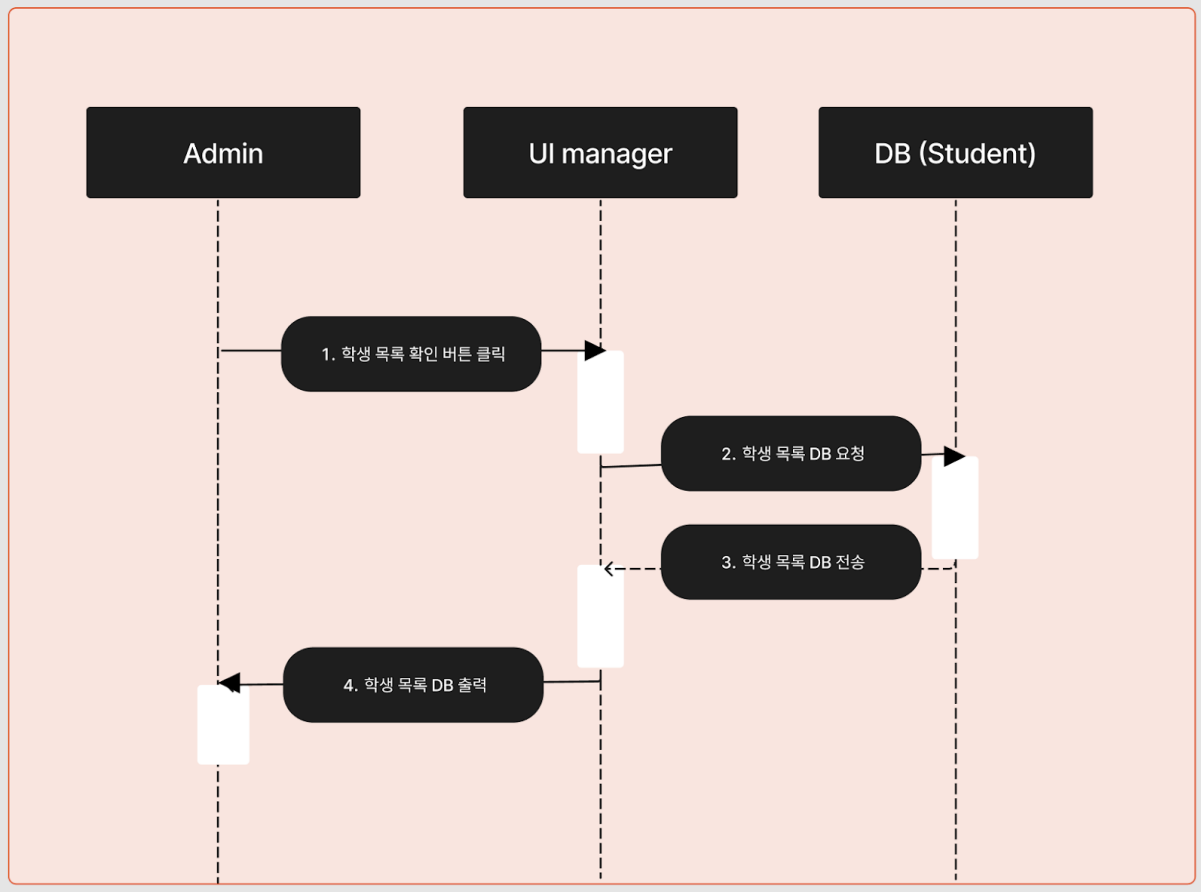 Admin
UI manager
DB (Student)
1. 학생 목록 확인 버튼 클릭
2. 학생 목록 DB 요청
3. 학생 목록 DB 전송
4. 학생 목록 DB 출력